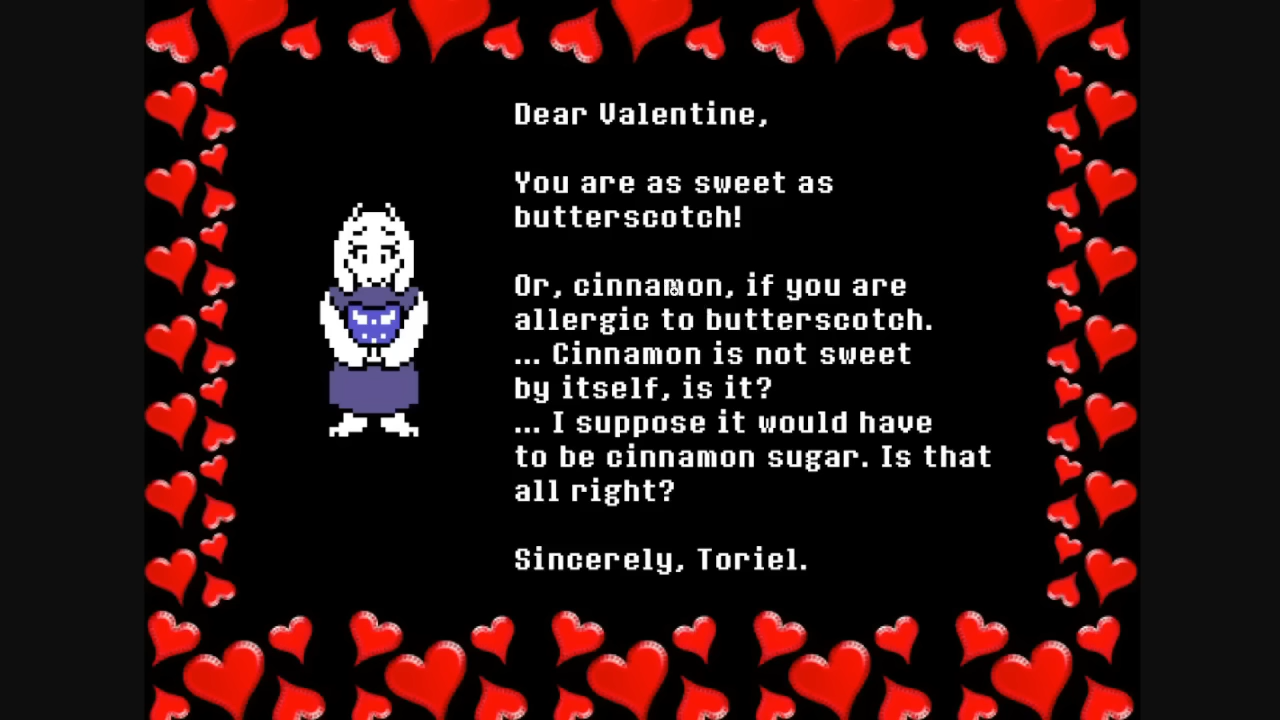 Dear Valentine,
You are as sweet as
butterscotch!
Or, cinnamon, if you are
allergic to butterscotch.
... Cinnamon is not sweet
by itself, is it?
... I suppose it would have
to be cinnamon sugar. Is that
all right?
Sincerely, Toriel.